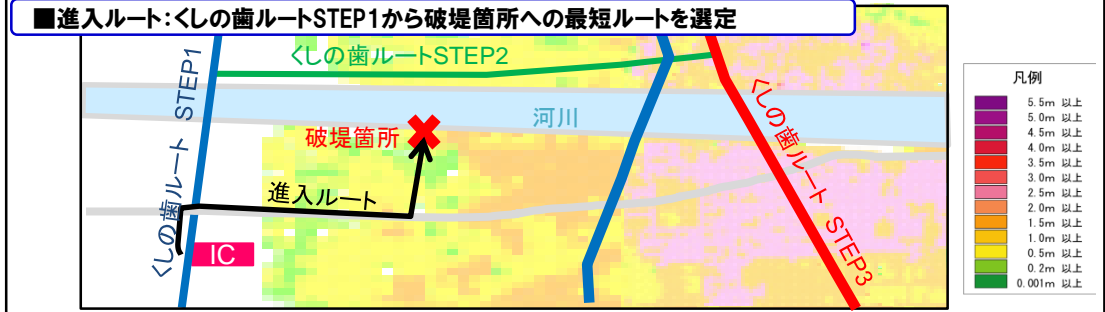 ■進入ルート：くしの歯ルートSTEP1から破堤箇所への最短ルートを選定
くしの歯ルート STEP1
くしの歯ルートSTEP2
河川
破堤箇所
進入ルート
IC
くしの歯ルート STEP3
凡例
5.5m 以上
5.0m 以上
4.5m 以上
4.0m 以上
3.5m 以上
3.0m 以上
2.5m 以上
2.0m 以上
1.5m 以上
1.0m 以上
0.5m 以上
0.2m 以上
0.001m 以上